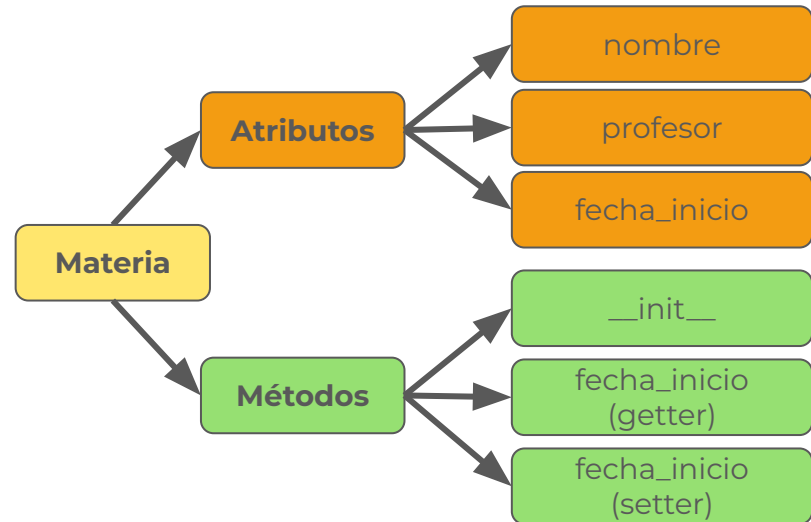 Materia
Atributos
nombre
profesor
fecha_inicio
Métodos
__init__
fecha_inicio
(getter)
fecha_inicio
(setter)